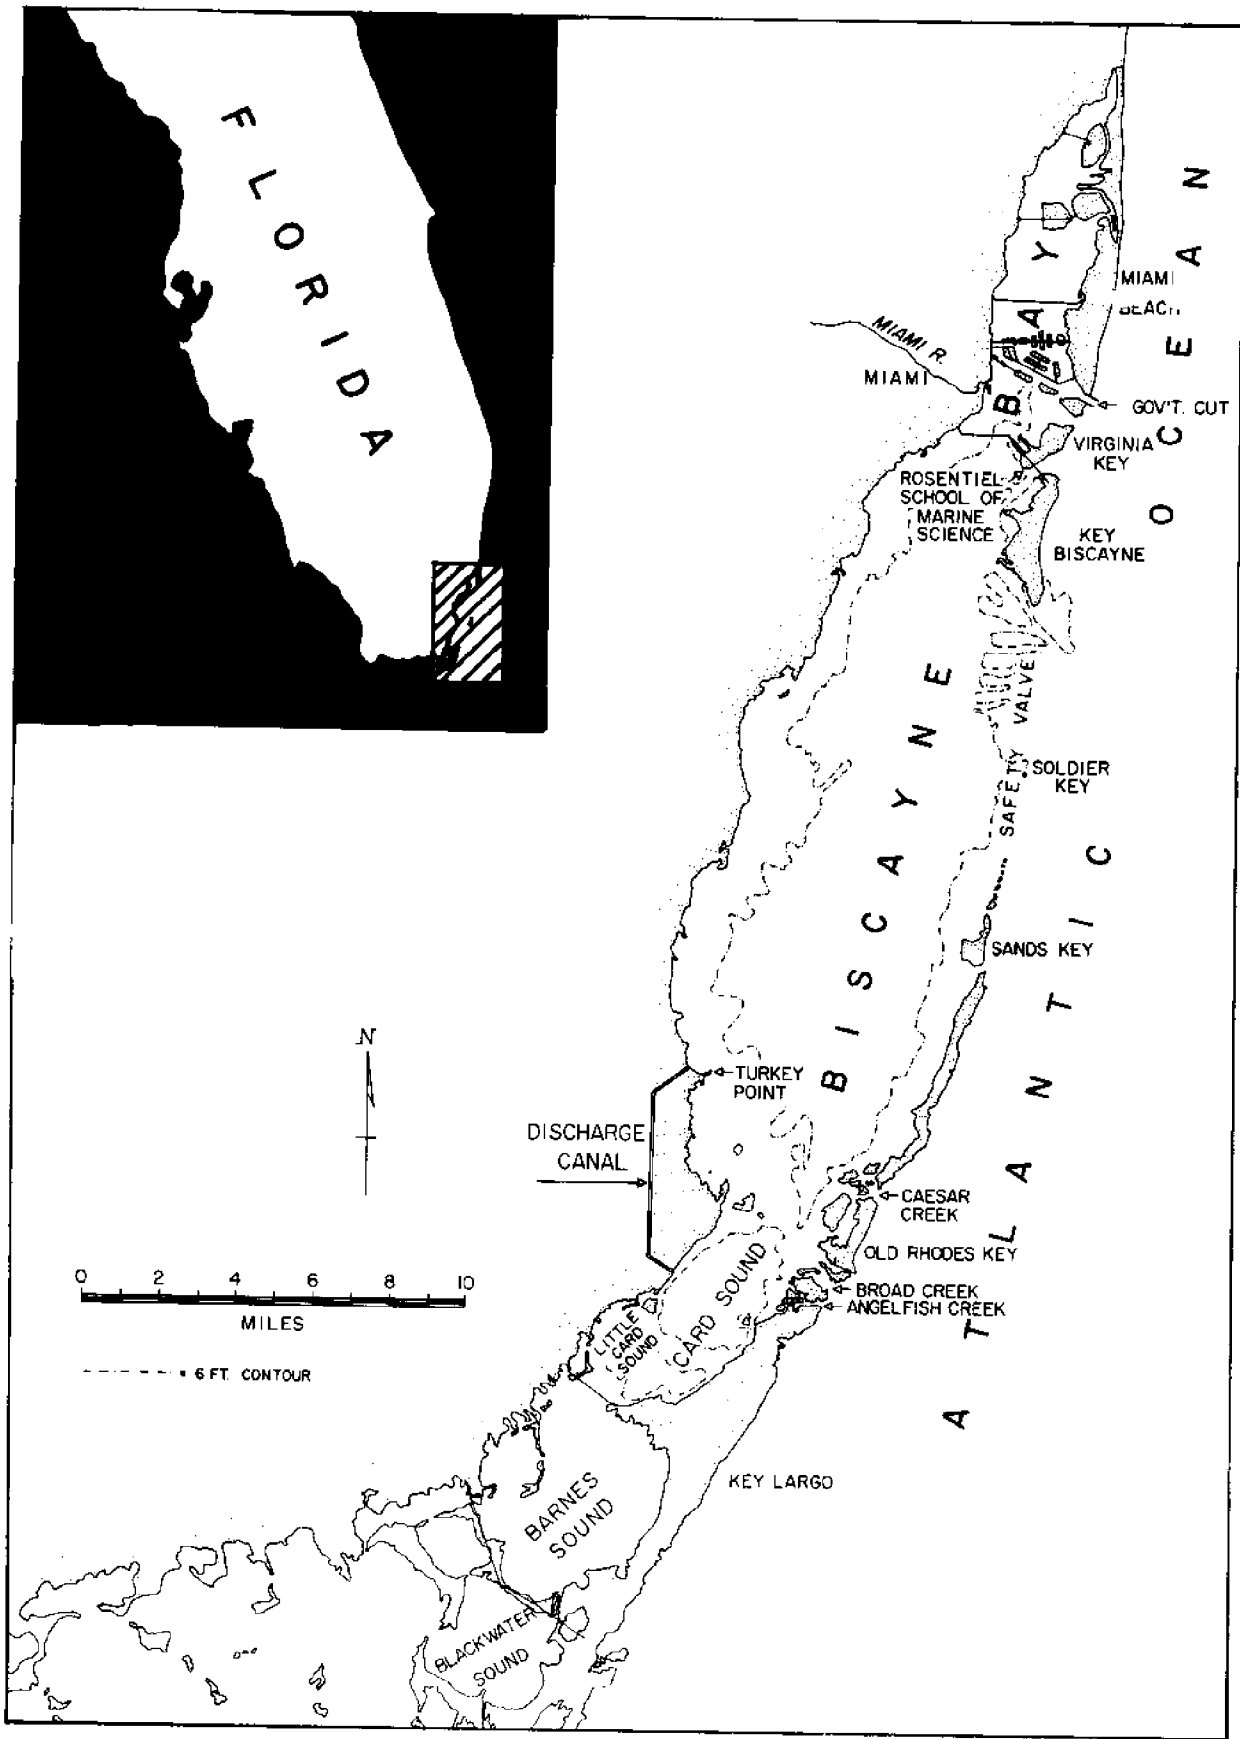 FLORIDA
BISCAYNE BAY
ATLANTIC OCEAN
MIAMI
BEACH
MIAMI R.
MIAMI
GOV'T. CUT
VIRGINIA
KEY
ROSENTIEL
SCHOOL OF
MARINE
SCIENCE
KEY
BISCAYNE
SAFETY VALVE
SOLDIER
KEY
SANDS KEY
N
TURKEY
POINT
DISCHARGE
CANAL
CAESAR
CREEK
OLD RHODES KEY
BROAD CREEK
ANGELFISH CREEK
CARD SOUND
LITTLE
CARD
SOUND
0 2 4 6 8 10
MILES
6 FT. CONTOUR
KEY LARGO
BARNES
SOUND
BLACKWATER
SOUND